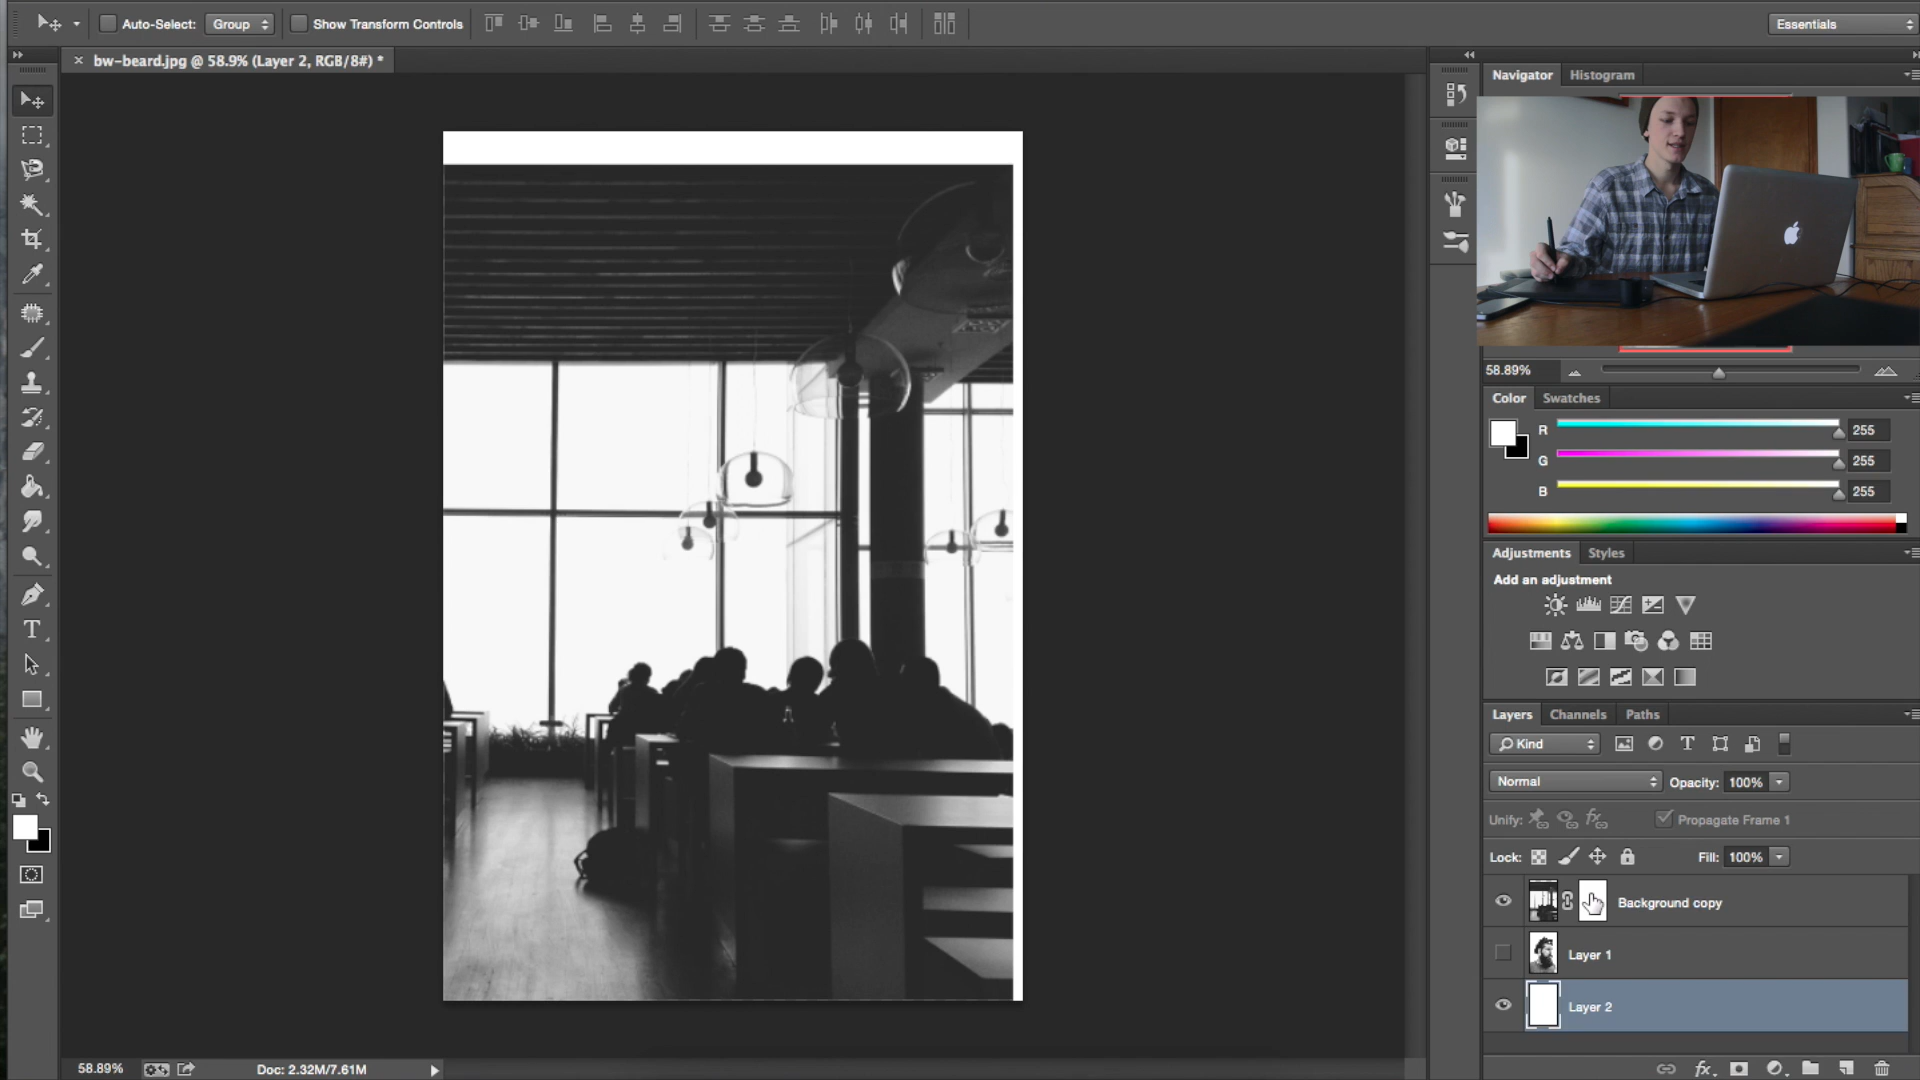 Auto-Select: Group Show Transform Controls Essentials
× bw-beard.jpg @ 58.9% (Layer 2, RGB/8#) *
Navigator Histogram
58.89%
Color Swatches
R 255
G 255
B 255
Adjustments Styles
Add an adjustment
Layers Channels Paths
Kind
Normal Opacity: 100%
Unify: Propagate Frame 1
Lock: Fill: 100%
Background copy
Layer 1
Layer 2
58.89% Doc: 2.32M/7.61M